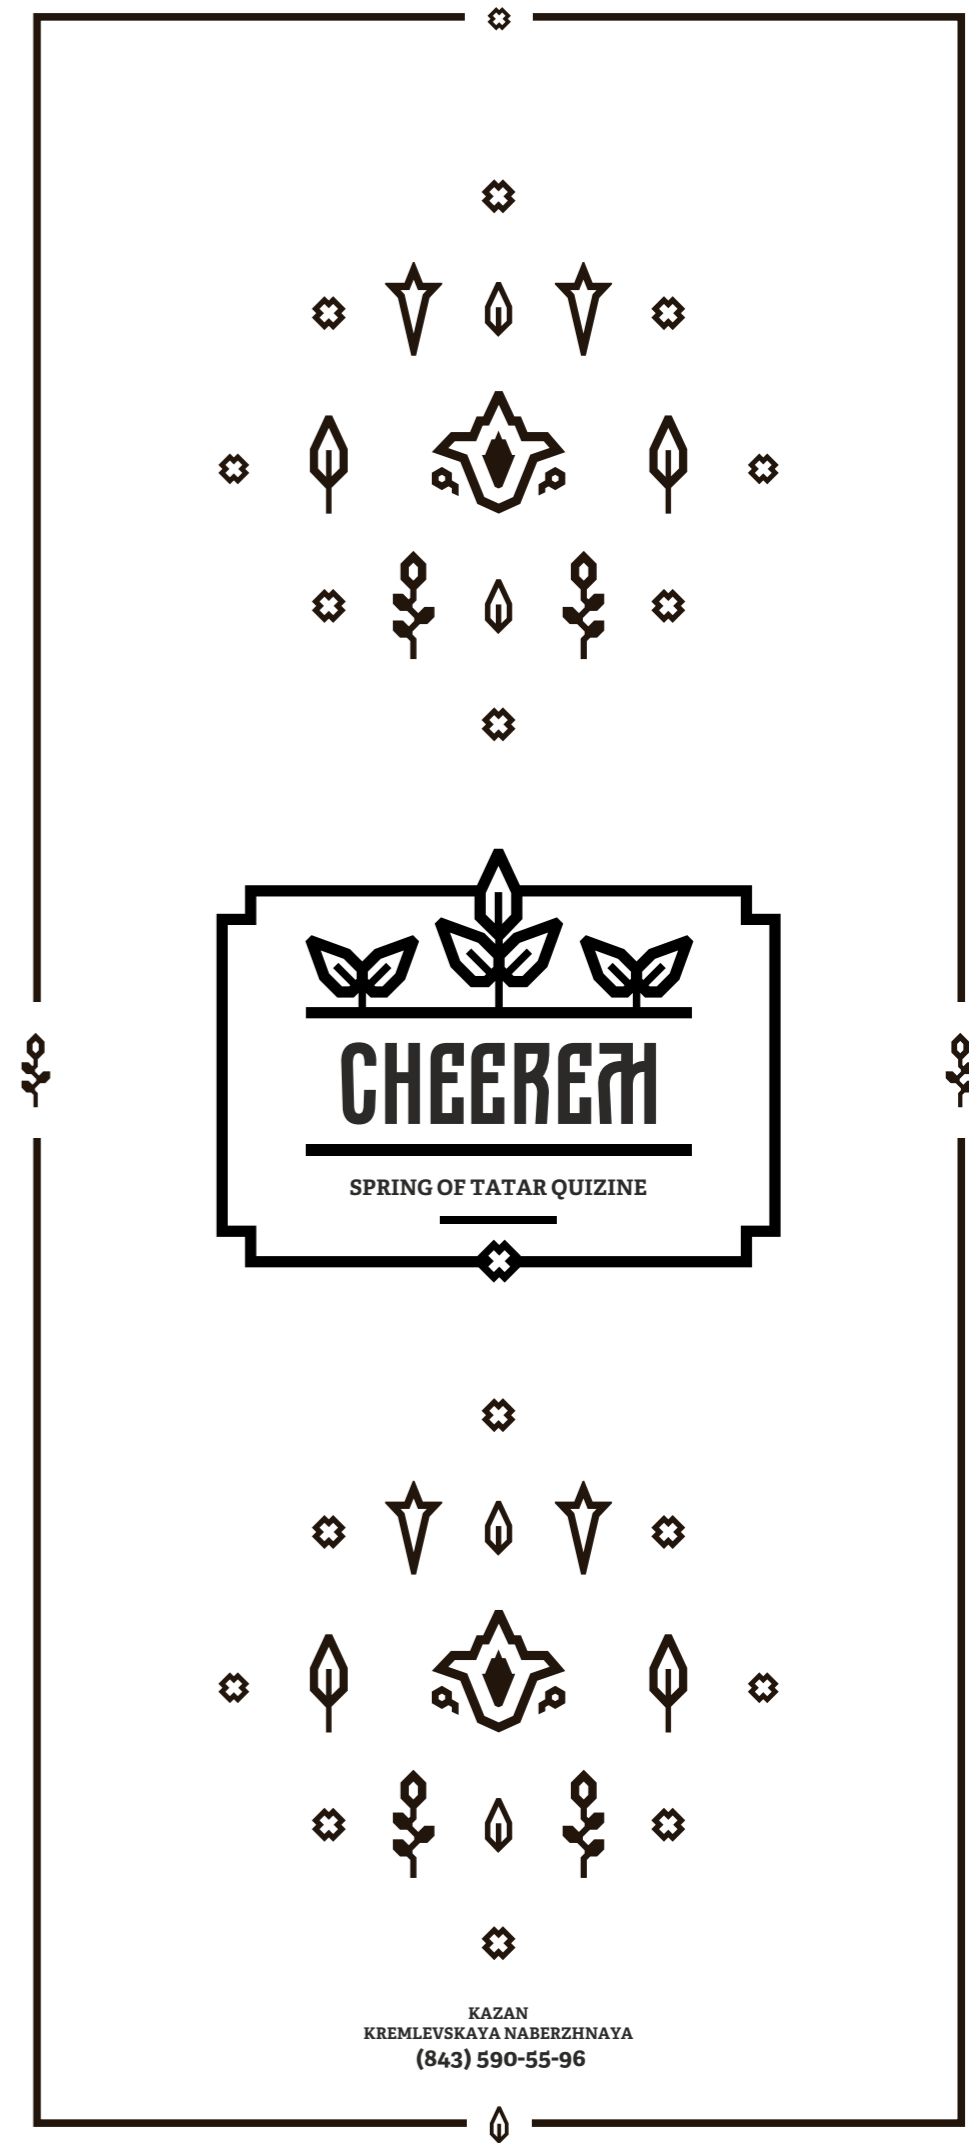 CHEEREM
SPRING OF TATAR QUIZINE
KAZAN
KREMLEVSKAYA NABERZHNAYA
(843) 590-55-96